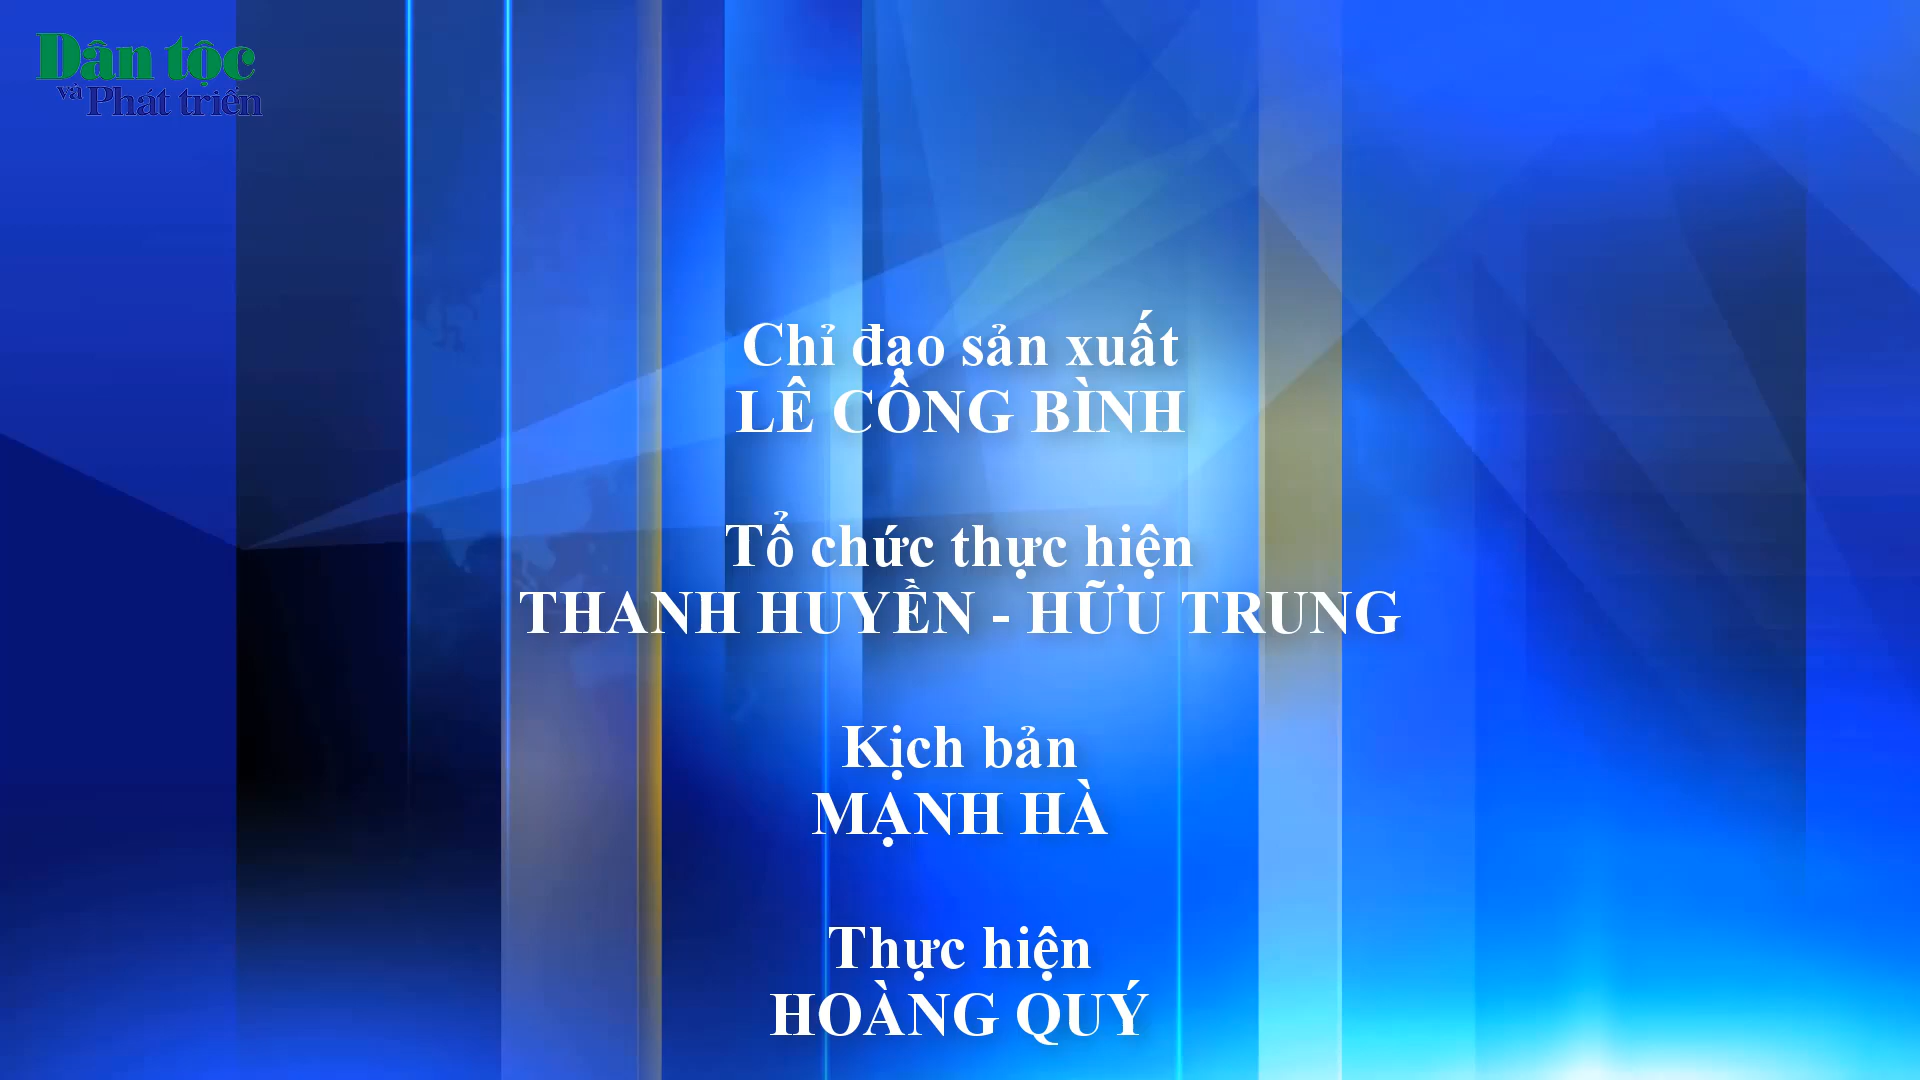 Dân tộc
và Phát triển
Chỉ đạo sản xuất
LÊ CÔNG BÌNH
Tổ chức thực hiện
THANH HUYỀN - HỮU TRUNG
Kịch bản
MẠNH HÀ
Thực hiện
HOÀNG QUÝ